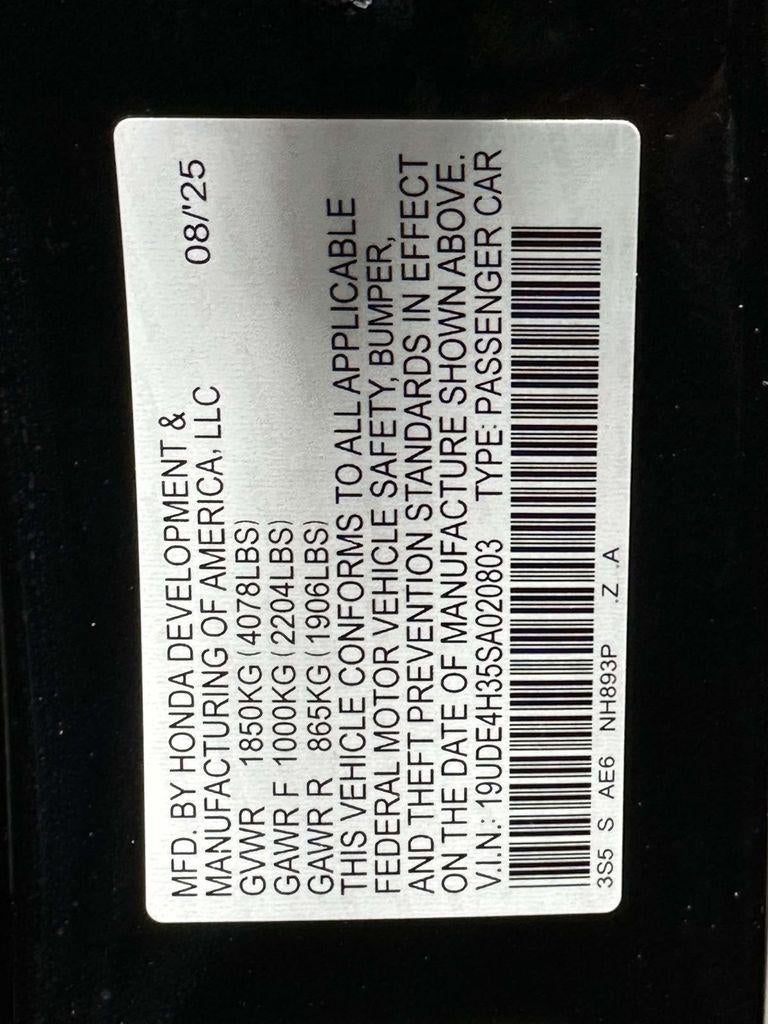 MFD. BY HONDA DEVELOPMENT &
MANUFACTURING OF AMERICA, LLC 08/'25
GVWR 1850KG (4078LBS)
GAWR F 1000KG (2204LBS)
GAWR R 865KG (1906LBS)
THIS VEHICLE CONFORMS TO ALL APPLICABLE
FEDERAL MOTOR VEHICLE SAFETY, BUMPER,
AND THEFT PREVENTION STANDARDS IN EFFECT
ON THE DATE OF MANUFACTURE SHOWN ABOVE.
V.I.N.: 19UDE4H35SA020803 TYPE: PASSENGER CAR
3S5 S AE6 NH893P .Z .A